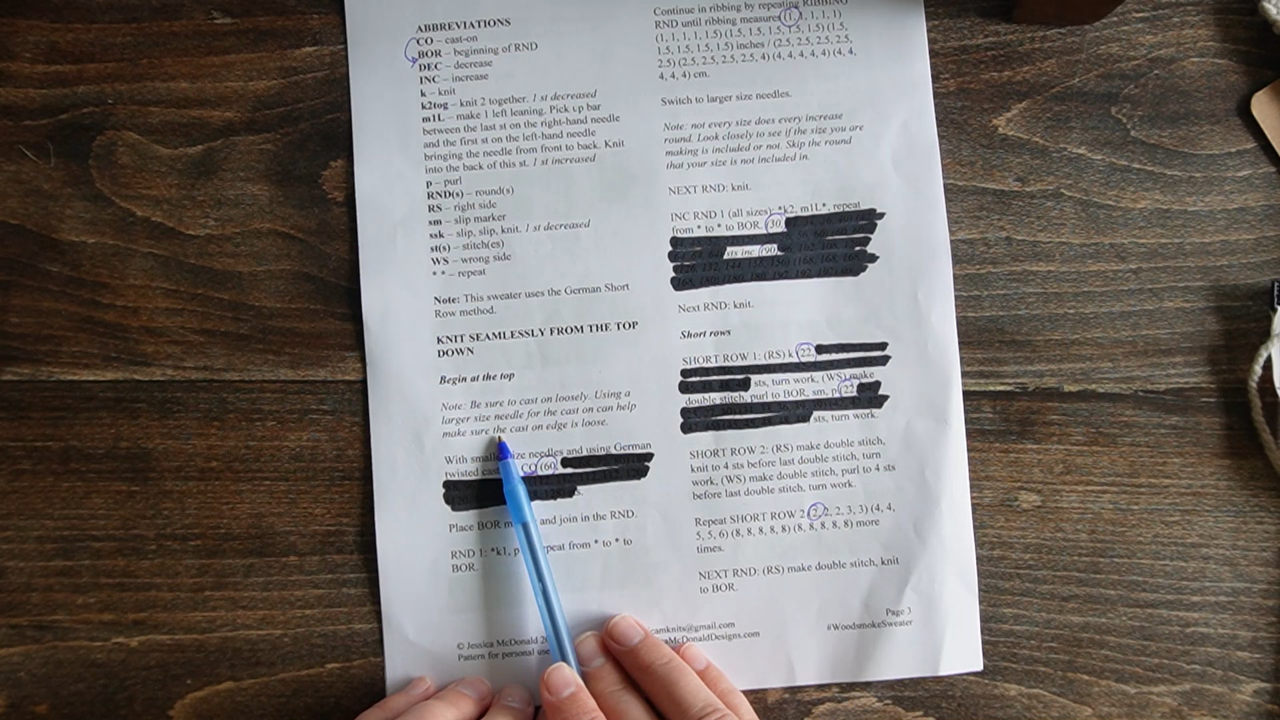 ABBREVIATIONS
CO – cast-on
BOR – beginning of RND
DEC – decrease
INC – increase
k – knit
k2tog – knit 2 together. 1 st decreased
m1L – make 1 left leaning. Pick up bar
between the last st on the right-hand needle
and the first st on the left-hand needle
bringing the needle from front to back. Knit
into the back of this st. 1 st increased
p – purl
RND(s) – round(s)
RS – right side
sm – slip marker
ssk – slip, slip, knit. 1 st decreased
st(s) – stitch(es)
WS – wrong side
* * – repeat
Note: This sweater uses the German Short
Row method.
KNIT SEAMLESSLY FROM THE TOP
DOWN
Begin at the top
Note: Be sure to cast on loosely. Using a
larger size needle for the cast on can help
make sure the cast on edge is loose.
With smaller size needles and using German
twisted cast CO (60,
Place BOR and join in the RND.
RND 1: *k1, repeat from * to * to
BOR.
© Jessica McDonald
Pattern for personal use
Continue in ribbing by repeating RIBBING
RND until ribbing measures (1, 1, 1, 1, 1)
(1, 1, 1, 1, 1.5) (1.5, 1.5, 1.5, 1.5, 1.5) (1.5,
1.5, 1.5, 1.5, 1.5) inches / (2.5, 2.5, 2.5, 2.5,
2.5) (2.5, 2.5, 2.5, 2.5, 4) (4, 4, 4, 4, 4) (4, 4,
4, 4, 4) cm.
Switch to larger size needles.
Note: not every size does every increase
round. Look closely to see if the size you are
making is included or not. Skip the round
that your size is not included in.
NEXT RND: knit.
INC RND 1 (all sizes): *k2, m1L*, repeat
from * to * to BOR. (30,
sts inc (90,
Next RND: knit.
Short rows
SHORT ROW 1: (RS) k (22,
sts, turn work, (WS) make
double stitch, purl to BOR, sm, p (22
sts, turn work.
SHORT ROW 2: (RS) make double stitch,
knit to 4 sts before last double stitch, turn
work, (WS) make double stitch, purl to 4 sts
before last double stitch, turn work.
Repeat SHORT ROW 2 (2, 2, 2, 3, 3) (4, 4,
5, 5, 6) (8, 8, 8, 8, 8) (8, 8, 8, 8, 8) more
times.
NEXT RND: (RS) make double stitch, knit
to BOR.
camknits@gmail.com
McDonaldDesigns.com
Page 3
#WoodsmokeSweater